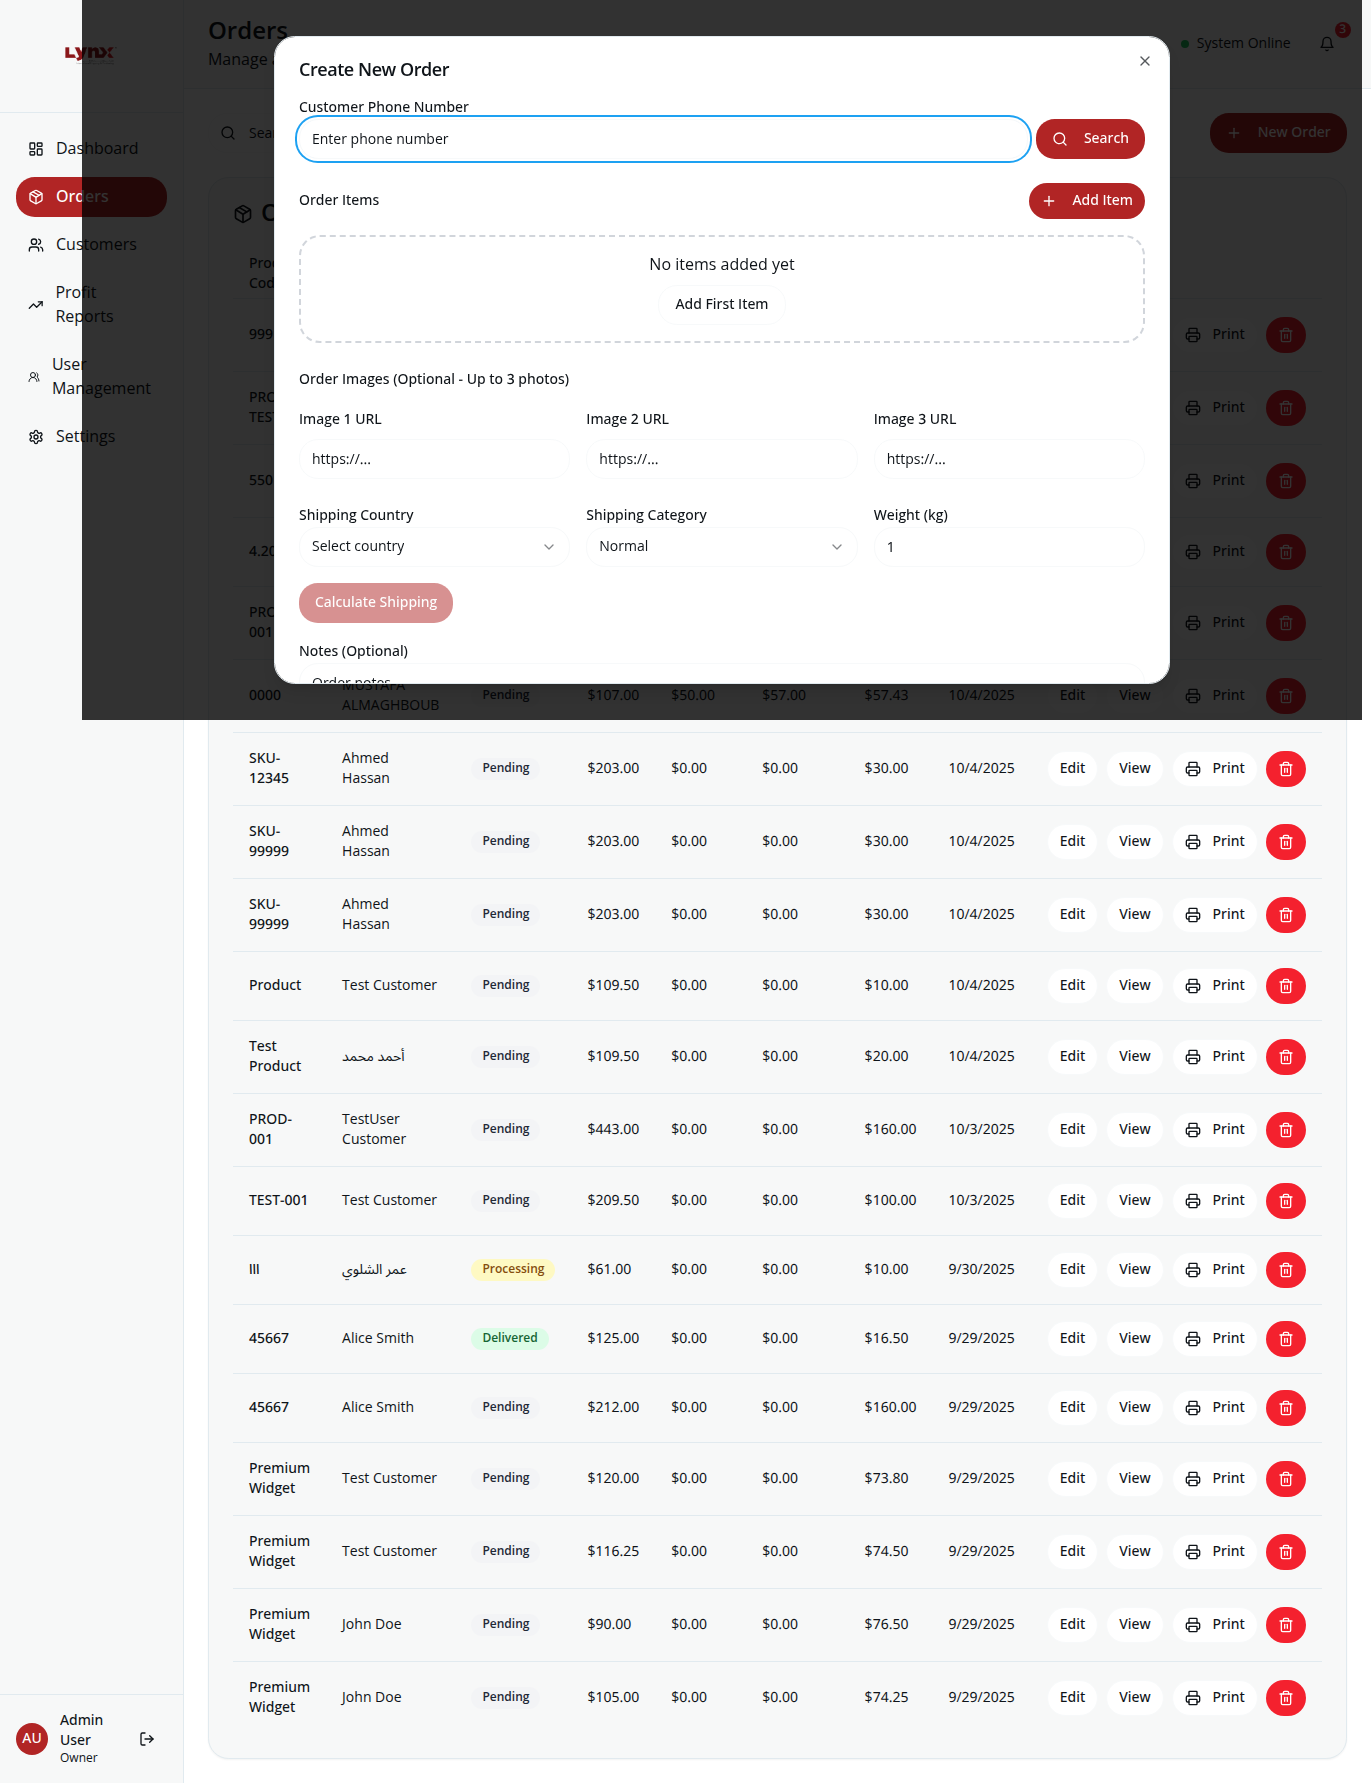 Lynx
Dashboard
Orders
Customers
Profit
Reports
User
Management
Settings
Admin
User
Owner
AU
Orders
Manage
System Online
3
Sea
New Order
Create New Order
Customer Phone Number
Enter phone number
Search
Order Items
Add Item
No items added yet
Add First Item
Order Images (Optional - Up to 3 photos)
Image 1 URL Image 2 URL Image 3 URL
https://... https://... https://...
Shipping Country Shipping Category Weight (kg)
Select country Normal 1
Calculate Shipping
Notes (Optional)
Order notes
Cod
999 Print
PRO
TES Print
550 Print
4.20 Print
PRO
001 Print
0000 MUSTAFA
ALMAGHBOUB Pending $107.00 $50.00 $57.00 $57.43 10/4/2025 Edit View
SKU-
12345 Ahmed
Hassan Pending $203.00 $0.00 $0.00 $30.00 10/4/2025 Edit View Print
SKU-
99999 Ahmed
Hassan Pending $203.00 $0.00 $0.00 $30.00 10/4/2025 Edit View Print
SKU-
99999 Ahmed
Hassan Pending $203.00 $0.00 $0.00 $30.00 10/4/2025 Edit View Print
Product Test Customer Pending $109.50 $0.00 $0.00 $10.00 10/4/2025 Edit View Print
Test
Product أحمد محمد Pending $109.50 $0.00 $0.00 $20.00 10/4/2025 Edit View Print
PROD-
001 TestUser
Customer Pending $443.00 $0.00 $0.00 $160.00 10/3/2025 Edit View Print
TEST-001 Test Customer Pending $209.50 $0.00 $0.00 $100.00 10/3/2025 Edit View Print
lll عمر الشلوي Processing $61.00 $0.00 $0.00 $10.00 9/30/2025 Edit View Print
45667 Alice Smith Delivered $125.00 $0.00 $0.00 $16.50 9/29/2025 Edit View Print
45667 Alice Smith Pending $212.00 $0.00 $0.00 $160.00 9/29/2025 Edit View Print
Premium
Widget Test Customer Pending $120.00 $0.00 $0.00 $73.80 9/29/2025 Edit View Print
Premium
Widget Test Customer Pending $116.25 $0.00 $0.00 $74.50 9/29/2025 Edit View Print
Premium
Widget John Doe Pending $90.00 $0.00 $0.00 $76.50 9/29/2025 Edit View Print
Premium
Widget John Doe Pending $105.00 $0.00 $0.00 $74.25 9/29/2025 Edit View Print